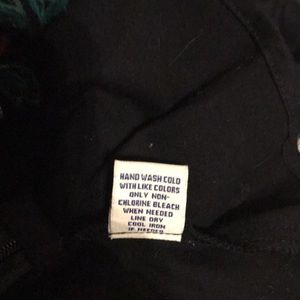 HAND WASH COLD
WITH LIKE COLORS
ONLY NON-
CHLORINE BLEACH
WHEN NEEDED
LINE DRY
COOL IRON
IF NEEDED